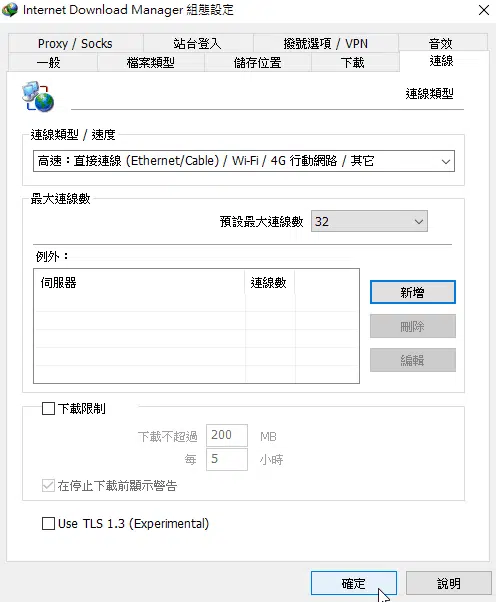 Internet Download Manager 組態設定
Proxy / Socks 站台登入 撥號選項 / VPN 音效
一般 檔案類型 儲存位置 下載 連線
連線類型
連線類型 / 速度
高速：直接連線 (Ethernet/Cable) / Wi-Fi / 4G 行動網路 / 其它
最大連線數
預設最大連線數 32
例外：
伺服器 連線數
新增
刪除
編輯
下載限制
下載不超過 200 MB
每 5 小時
在停止下載前顯示警告
Use TLS 1.3 (Experimental)
確定 說明